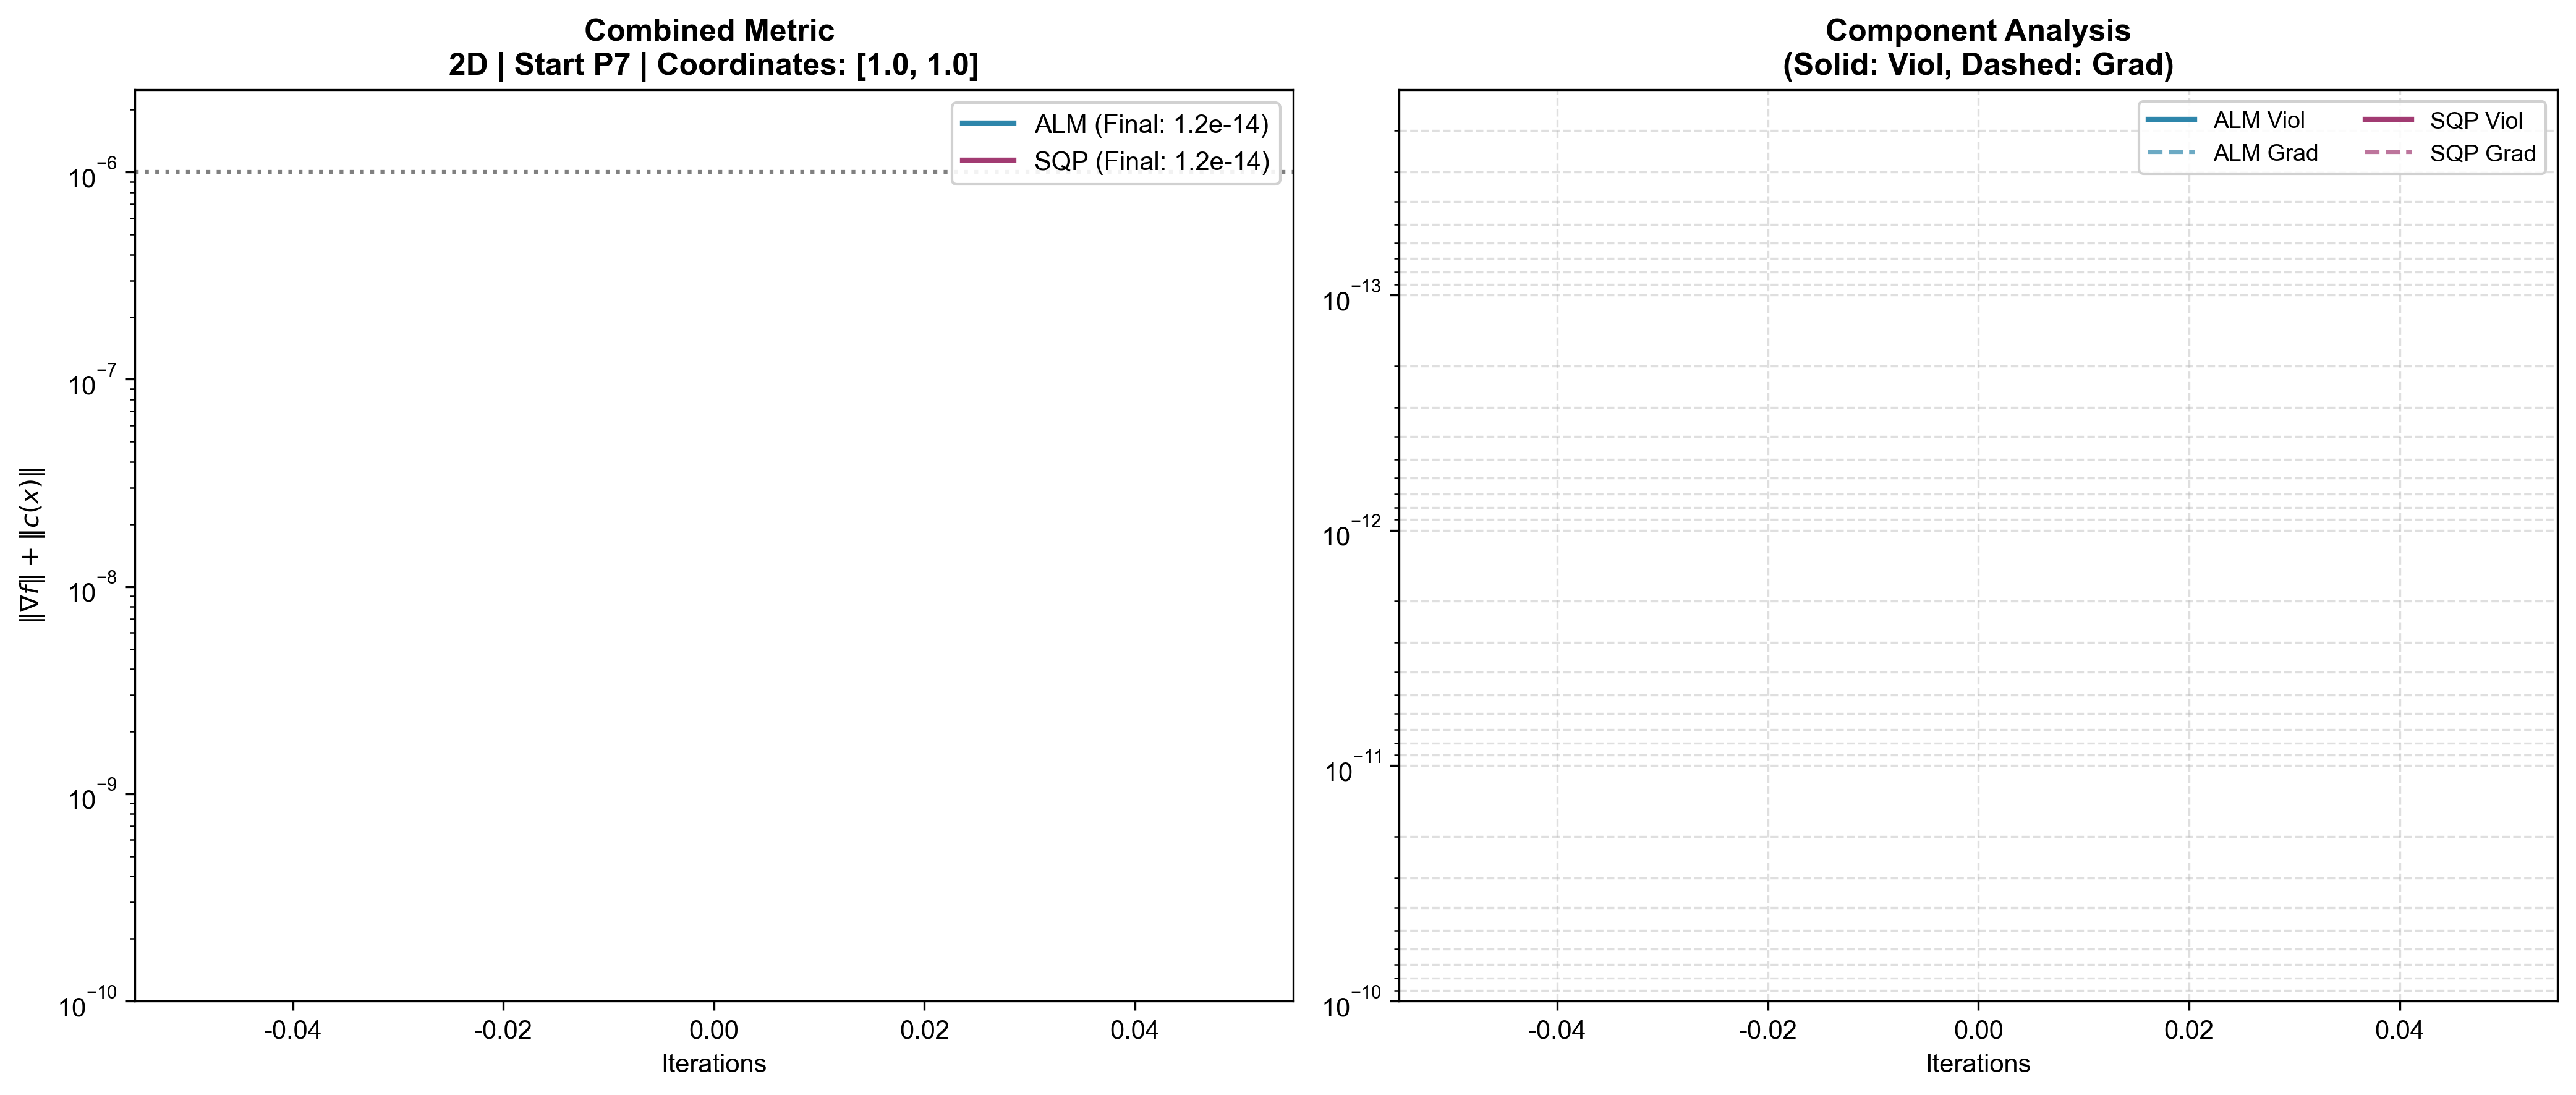 Combined Metric
2D | Start P7 | Coordinates: [1.0, 1.0]
ALM (Final: 1.2e-14)
SQP (Final: 1.2e-14)
10⁻⁶
10⁻⁷
10⁻⁸
10⁻⁹
10⁻¹⁰
‖∇f‖ + ‖c(x)‖
-0.04
-0.02
0.00
0.02
0.04
Iterations
Component Analysis
(Solid: Viol, Dashed: Grad)
ALM Viol
ALM Grad
SQP Viol
SQP Grad
10⁻¹³
10⁻¹²
10⁻¹¹
10⁻¹⁰
-0.04
-0.02
0.00
0.02
0.04
Iterations